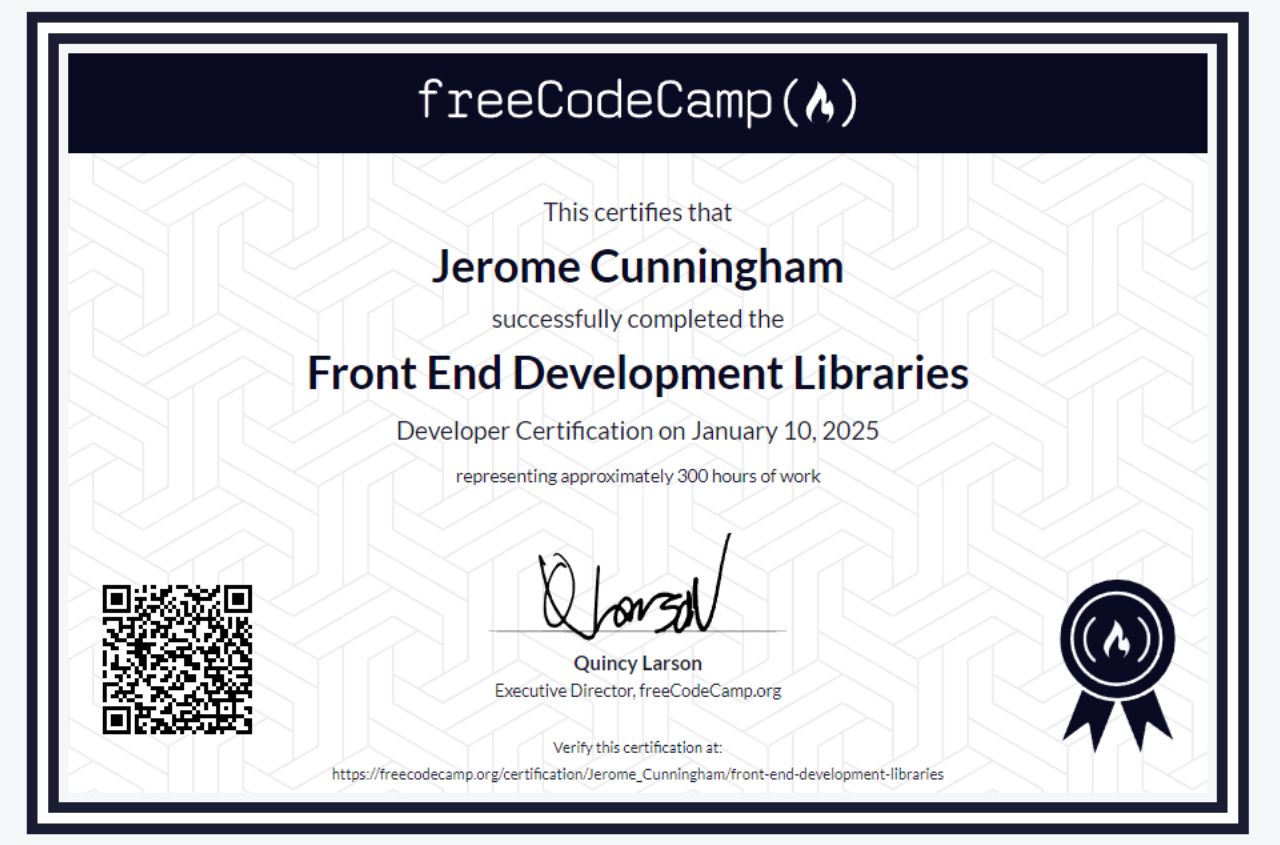 freeCodeCamp
This certifies that
Jerome Cunningham
successfully completed the
Front End Development Libraries
Developer Certification on January 10, 2025
representing approximately 300 hours of work
Quincy Larson
Executive Director, freeCodeCamp.org
Verify this certification at:
https://freecodecamp.org/certification/Jerome_Cunningham/front-end-development-libraries